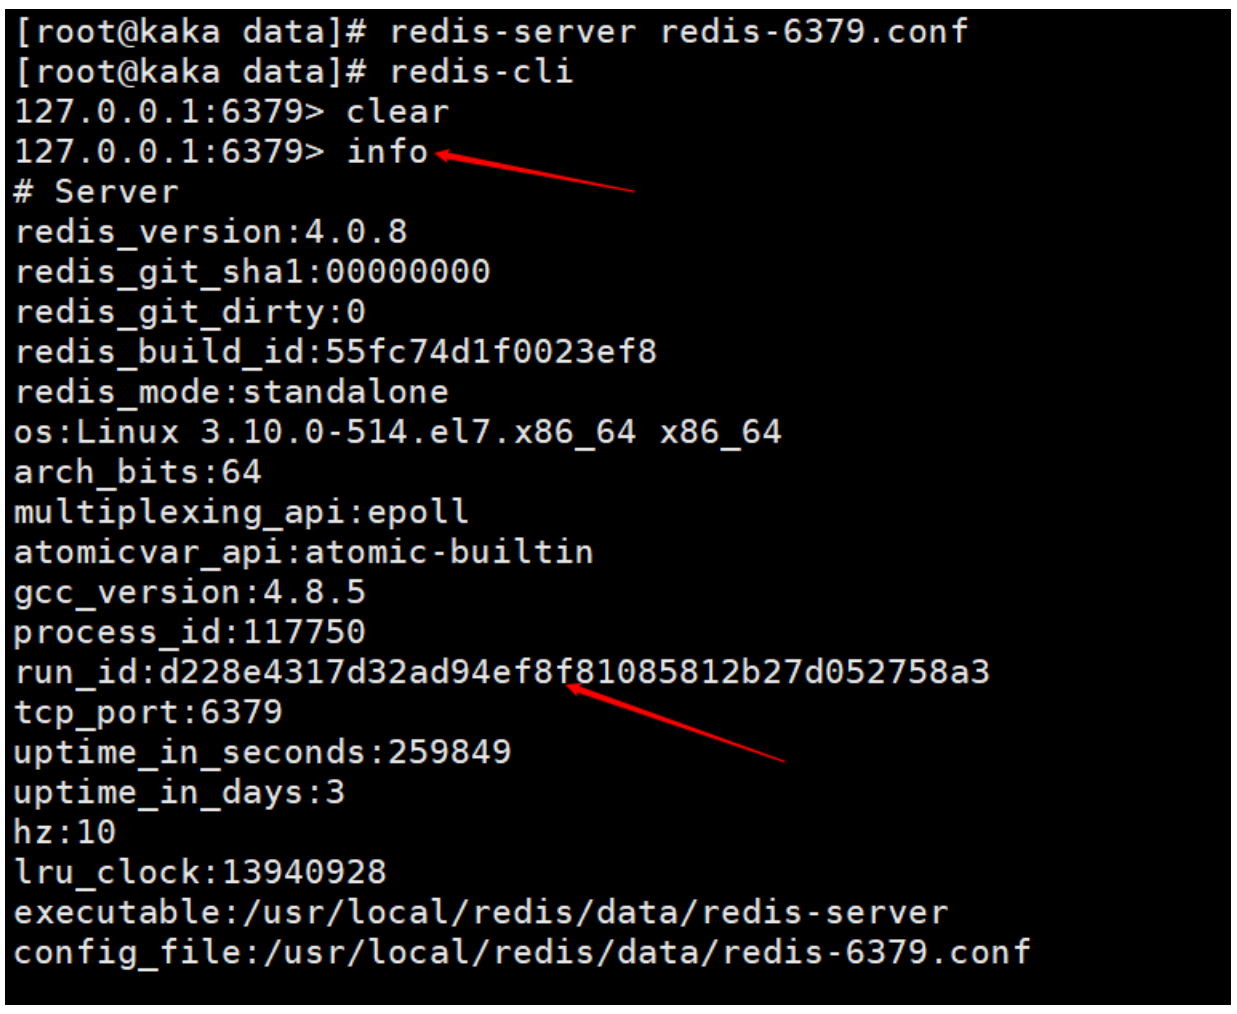 [root@kaka data]# redis-server redis-6379.conf
[root@kaka data]# redis-cli
127.0.0.1:6379> clear
127.0.0.1:6379> info
# Server
redis_version:4.0.8
redis_git_sha1:00000000
redis_git_dirty:0
redis_build_id:55fc74d1f0023ef8
redis_mode:standalone
os:Linux 3.10.0-514.el7.x86_64 x86_64
arch_bits:64
multiplexing_api:epoll
atomicvar_api:atomic-builtin
gcc_version:4.8.5
process_id:117750
run_id:d228e4317d32ad94ef8f81085812b27d052758a3
tcp_port:6379
uptime_in_seconds:259849
uptime_in_days:3
hz:10
lru_clock:13940928
executable:/usr/local/redis/data/redis-server
config_file:/usr/local/redis/data/redis-6379.conf